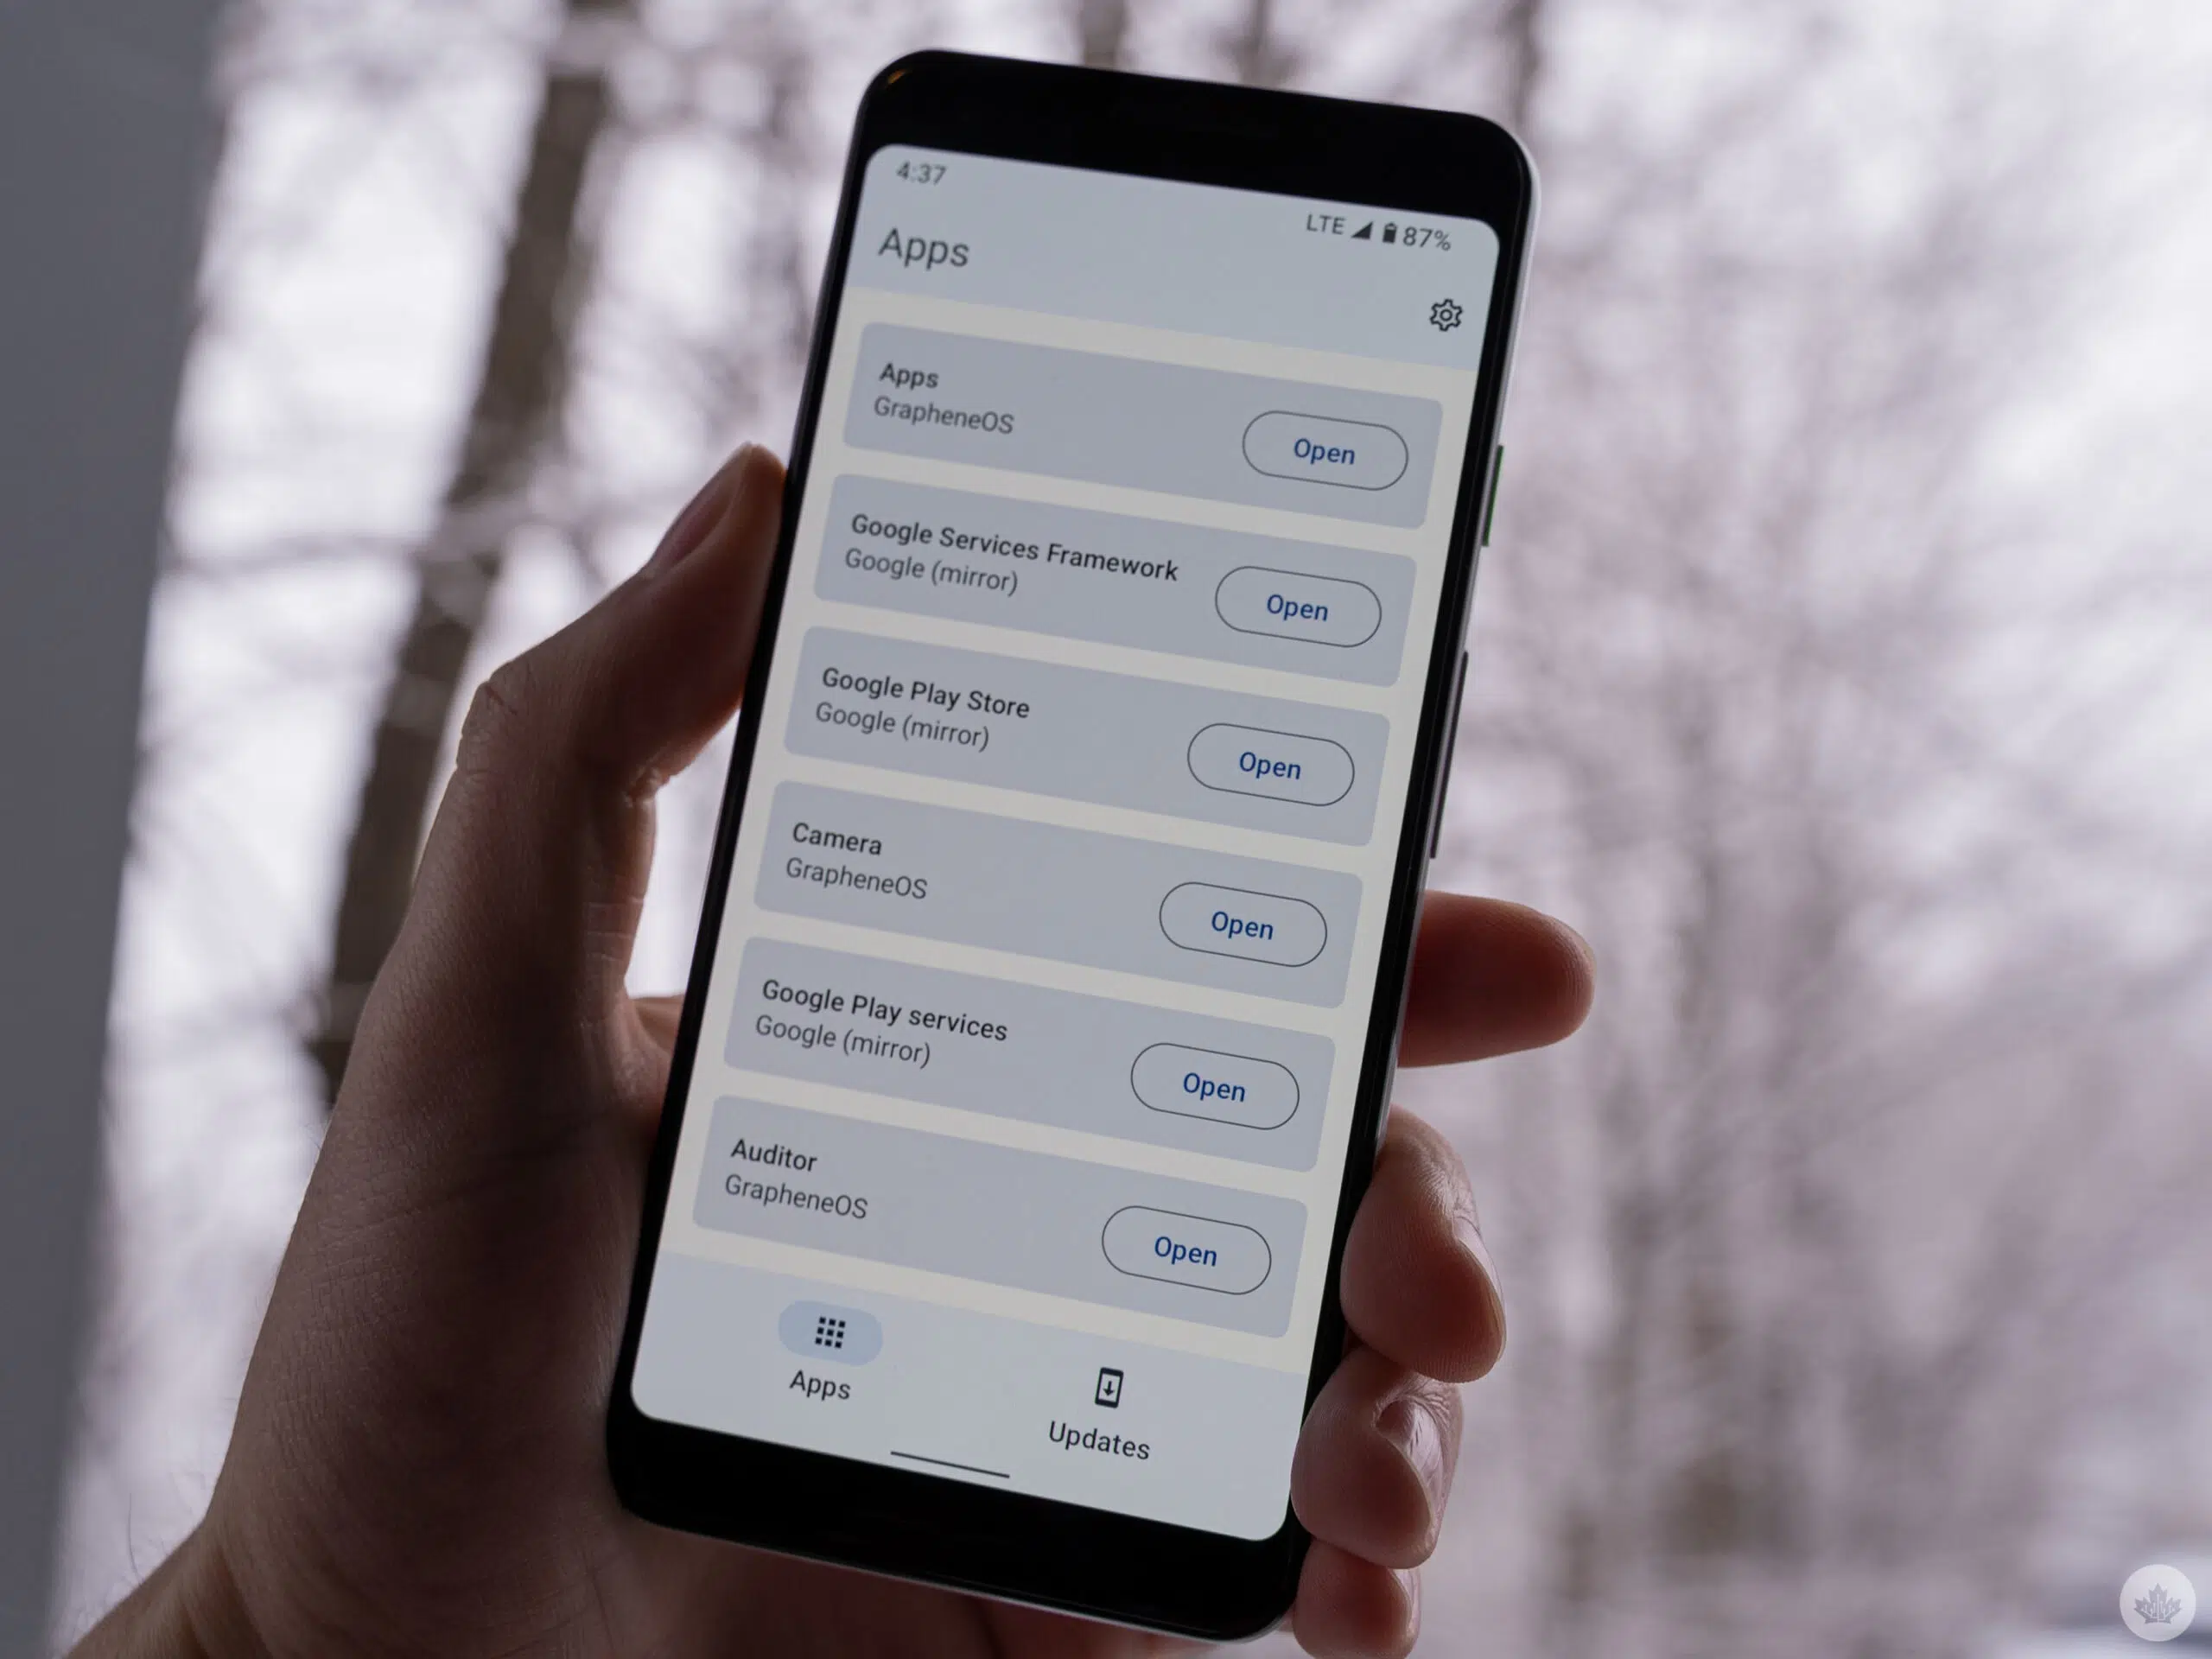 4:37
LTE 87%
Apps
Apps
GrapheneOS
Open
Google Services Framework
Google (mirror)
Open
Google Play Store
Google (mirror)
Open
Camera
GrapheneOS
Open
Google Play services
Google (mirror)
Open
Auditor
GrapheneOS
Open
Apps
Updates